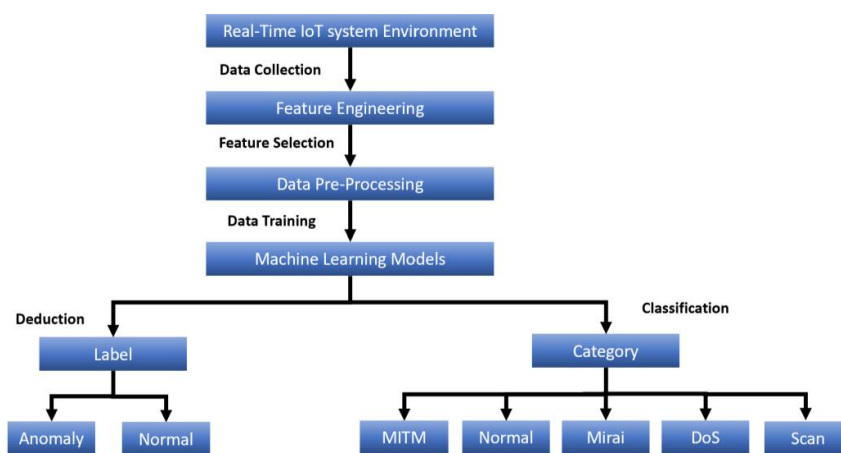 Real-Time IoT system Environment
Data Collection
Feature Engineering
Feature Selection
Data Pre-Processing
Data Training
Machine Learning Models
Deduction
Classification
Label
Category
Anomaly
Normal
MITM
Normal
Mirai
DoS
Scan